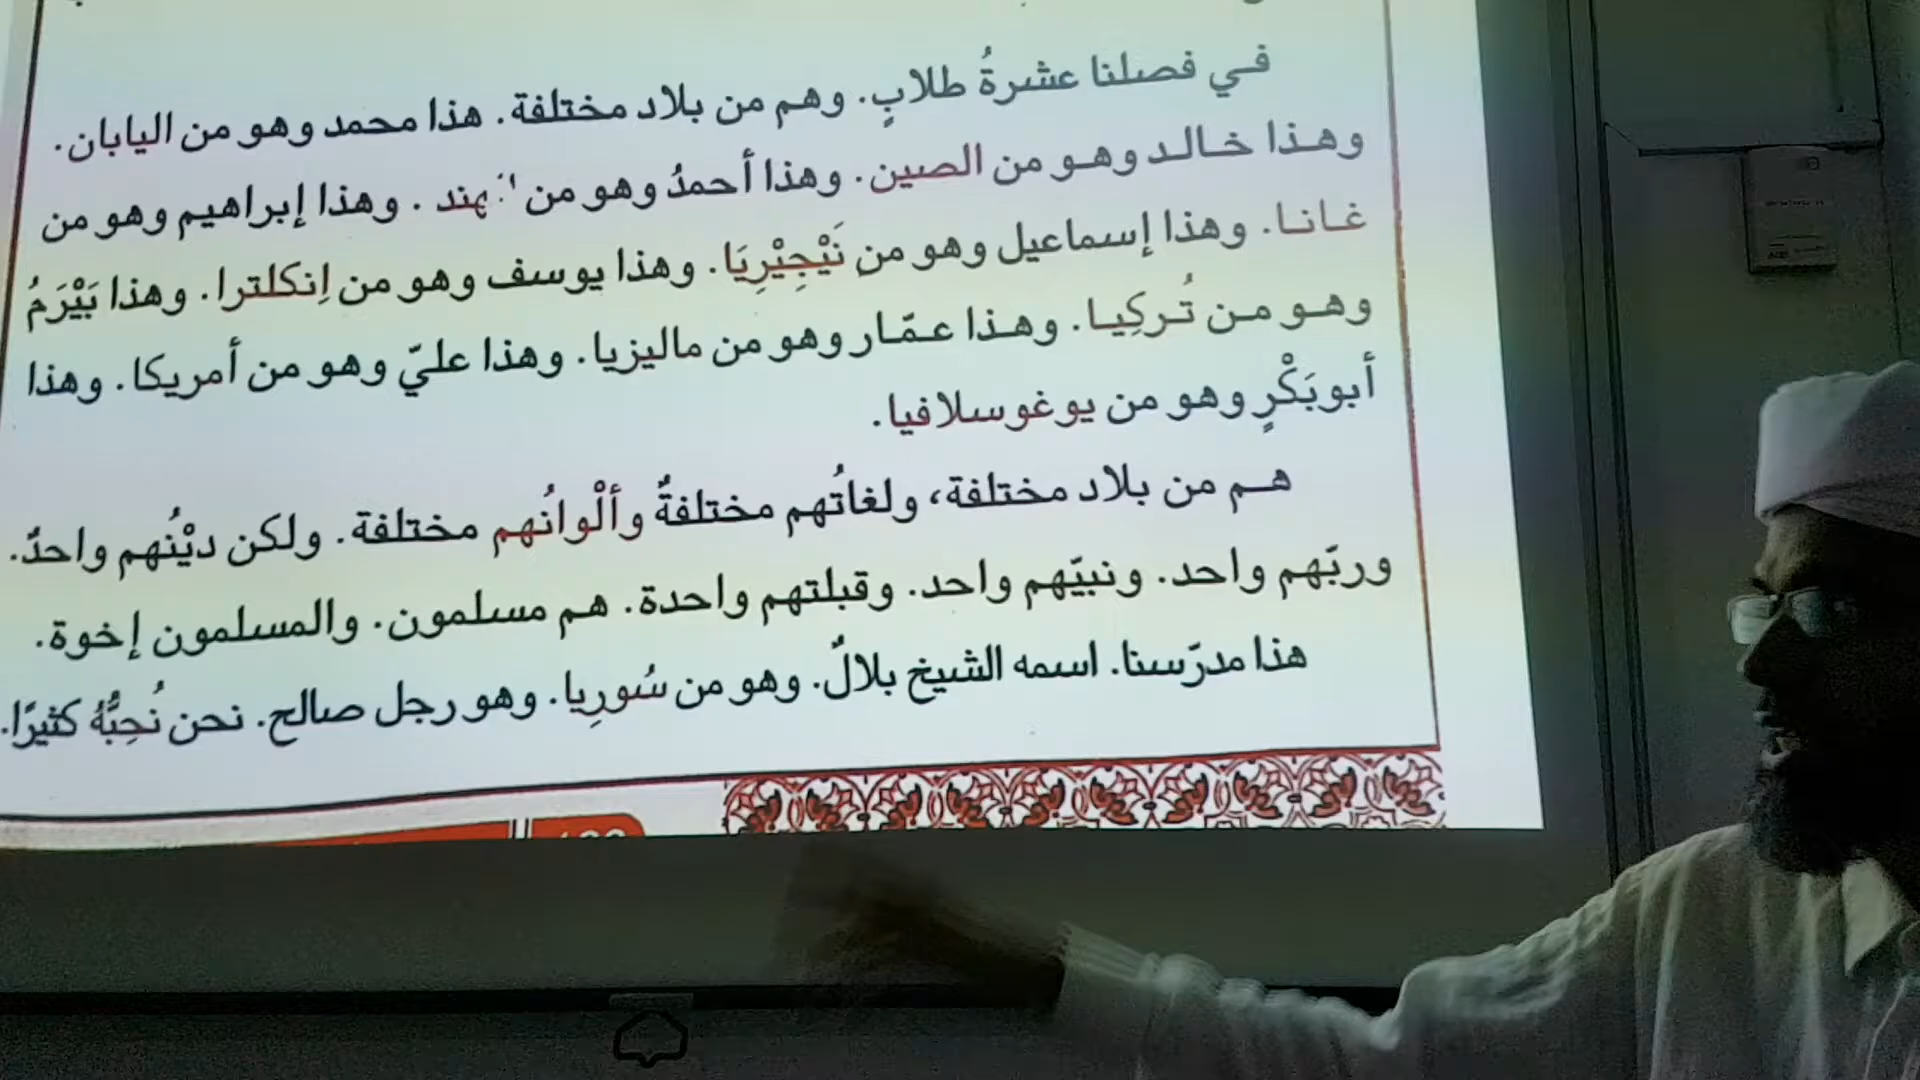 في فصلنا عشرةُ طلابٍ. وهم من بلاد مختلفة. هذا محمد وهو من اليابان.
وهذا خالد وهو من الصين. وهذا أحمدُ وهو من الهند. وهذا إبراهيم وهو من
غانا. وهذا إسماعيل وهو من نَيْجِيْرِيَا. وهذا يوسف وهو من إنكلترا. وهذا بَيْرَمُ
وهو من تُركِيا. وهذا عمّار وهو من ماليزيا. وهذا عليّ وهو من أمريكا. وهذا
أبو بَكْرٍ وهو من يوغوسلافيا.
هم من بلاد مختلفة، ولغاتُهم مختلفةٌ وألْوانُهم مختلفة. ولكن ديْنُهم واحدٌ.
وربّهم واحد. ونبيّهم واحد. وقبلتهم واحدة. هم مسلمون. والمسلمون إخوة.
هذا مدرّسنا. اسمه الشيخ بلالٌ. وهو من سُورِيا. وهو رجل صالح. نحن نُحِبُّهُ كثيرًا.